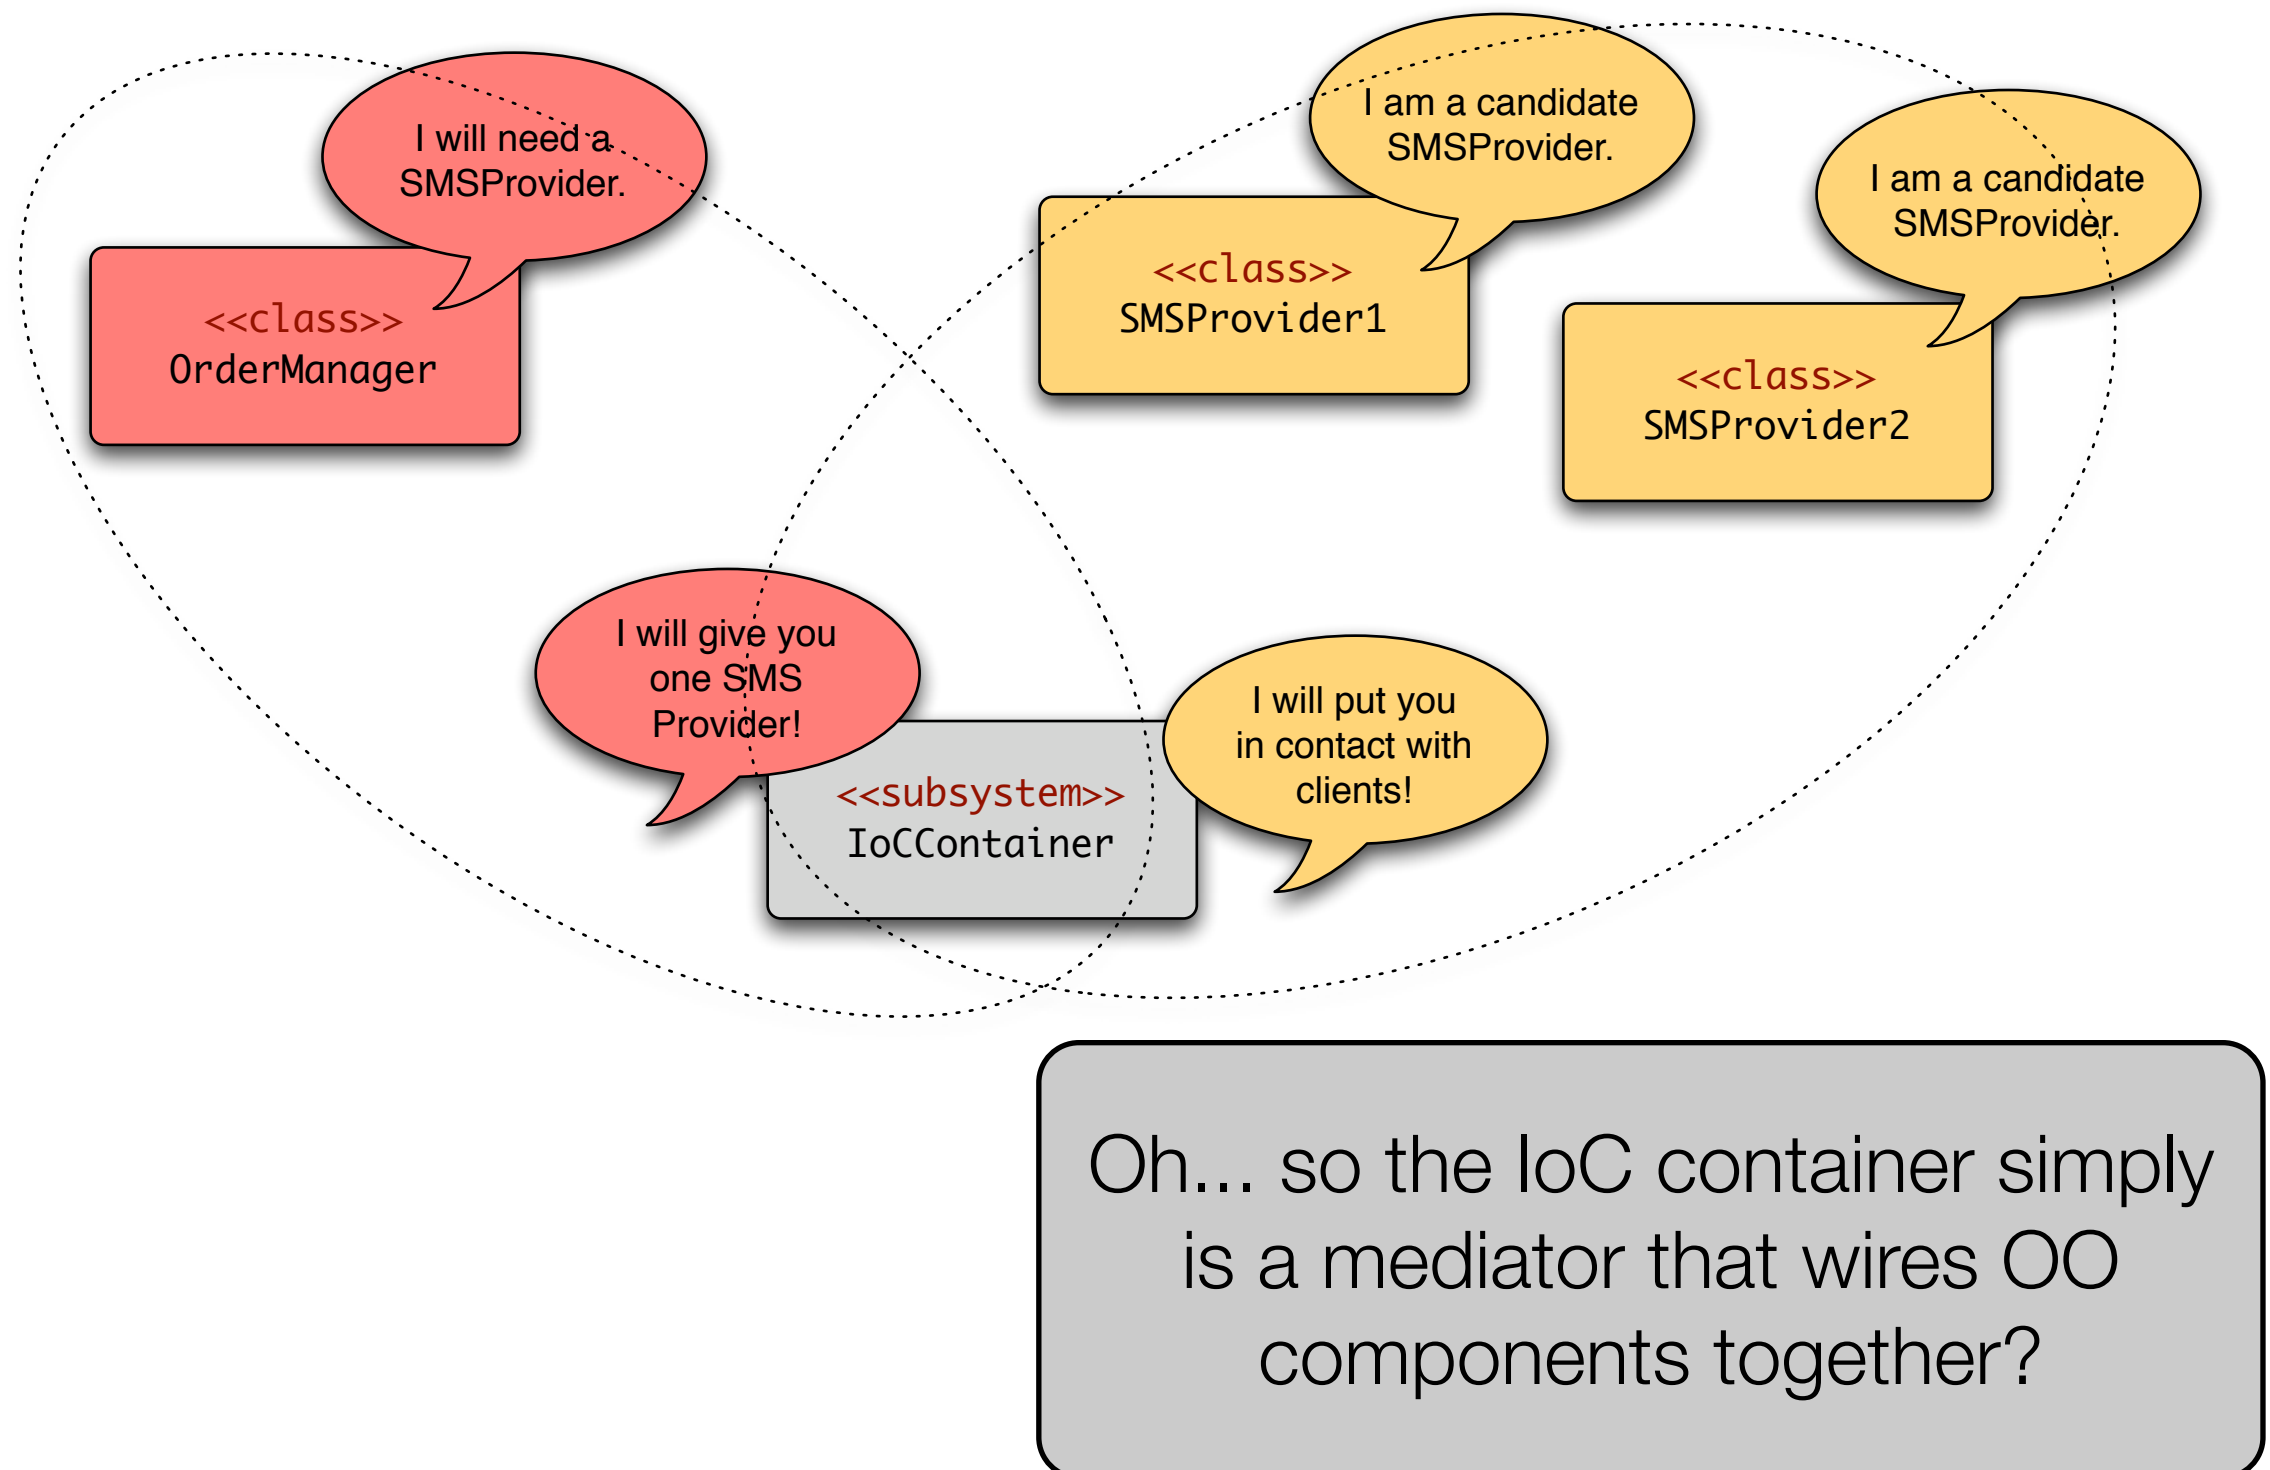 I will need a
SMSProvider.
<<class>>
OrderManager
I am a candidate
SMSProvider.
<<class>>
SMSProvider1
I am a candidate
SMSProvider.
<<class>>
SMSProvider2
I will give you
one SMS
Provider!
<<subsystem>>
IoCContainer
I will put you
in contact with
clients!
Oh... so the IoC container simply
is a mediator that wires OO
components together?